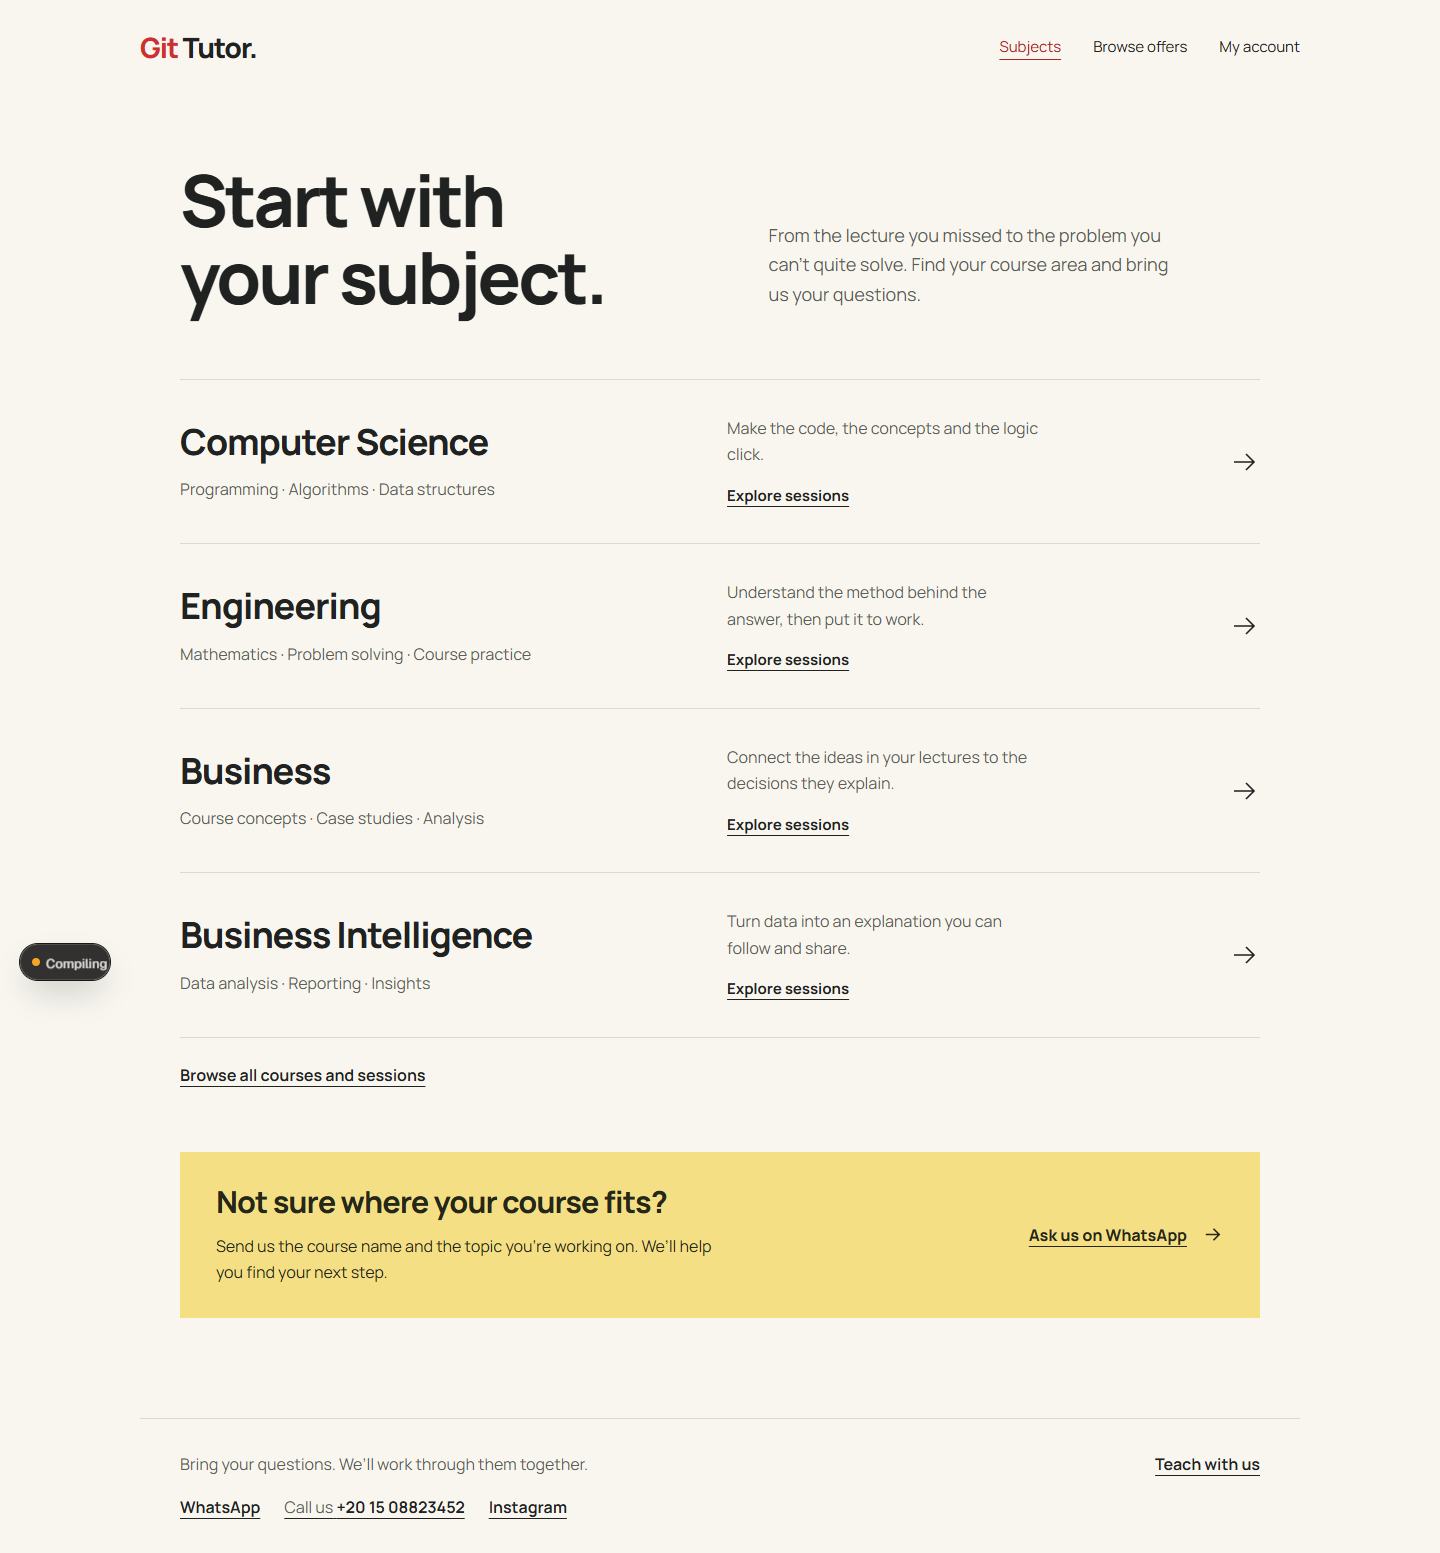 Git Tutor.
Subjects
Browse offers
My account
Start with
your subject.
From the lecture you missed to the problem you
can't quite solve. Find your course area and bring
us your questions.
Computer Science
Programming · Algorithms · Data structures
Make the code, the concepts and the logic
click.
Explore sessions
Engineering
Mathematics · Problem solving · Course practice
Understand the method behind the
answer, then put it to work.
Explore sessions
Business
Course concepts · Case studies · Analysis
Connect the ideas in your lectures to the
decisions they explain.
Explore sessions
Business Intelligence
Data analysis · Reporting · Insights
Turn data into an explanation you can
follow and share.
Explore sessions
Compiling
Browse all courses and sessions
Not sure where your course fits?
Send us the course name and the topic you're working on. We'll help
you find your next step.
Ask us on WhatsApp
Bring your questions. We'll work through them together.
Teach with us
WhatsApp
Call us +20 15 08823452
Instagram